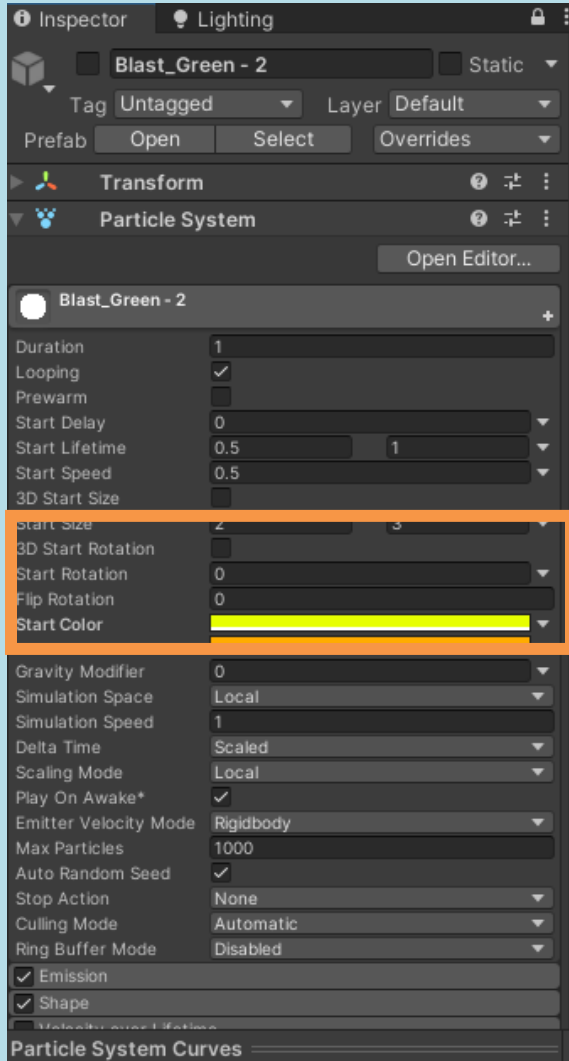 Inspector Lighting
Blast_Green - 2 Static
Tag Untagged Layer Default
Prefab Open Select Overrides
Transform
Particle System
Open Editor...
Blast_Green - 2
Duration 1
Looping
Prewarm
Start Delay 0
Start Lifetime 0.5 1
Start Speed 0.5
3D Start Size
Start Size 2 3
3D Start Rotation
Start Rotation 0
Flip Rotation 0
Start Color
Gravity Modifier 0
Simulation Space Local
Simulation Speed 1
Delta Time Scaled
Scaling Mode Local
Play On Awake*
Emitter Velocity Mode Rigidbody
Max Particles 1000
Auto Random Seed
Stop Action None
Culling Mode Automatic
Ring Buffer Mode Disabled
Emission
Shape
Velocity over Lifetime
Particle System Curves